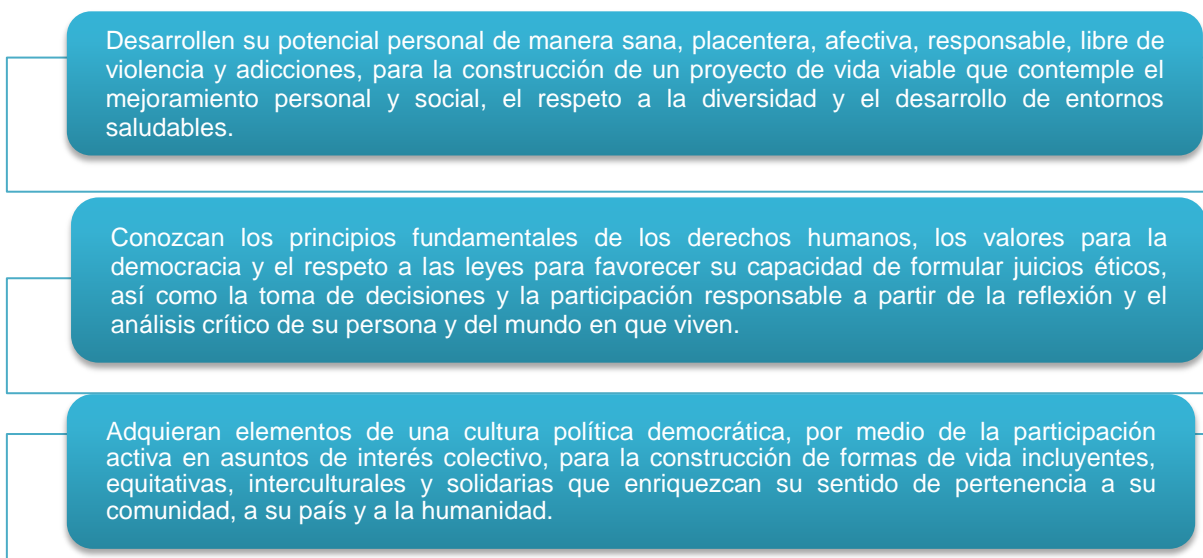 Desarrollen su potencial personal de manera sana, placentera, afectiva, responsable, libre de
violencia y adicciones, para la construcción de un proyecto de vida viable que contemple el
mejoramiento personal y social, el respeto a la diversidad y el desarrollo de entornos
saludables.
Conozcan los principios fundamentales de los derechos humanos, los valores para la
democracia y el respeto a las leyes para favorecer su capacidad de formular juicios éticos,
así como la toma de decisiones y la participación responsable a partir de la reflexión y el
análisis crítico de su persona y del mundo en que viven.
Adquieran elementos de una cultura política democrática, por medio de la participación
activa en asuntos de interés colectivo, para la construcción de formas de vida incluyentes,
equitativas, interculturales y solidarias que enriquezcan su sentido de pertenencia a su
comunidad, a su país y a la humanidad.